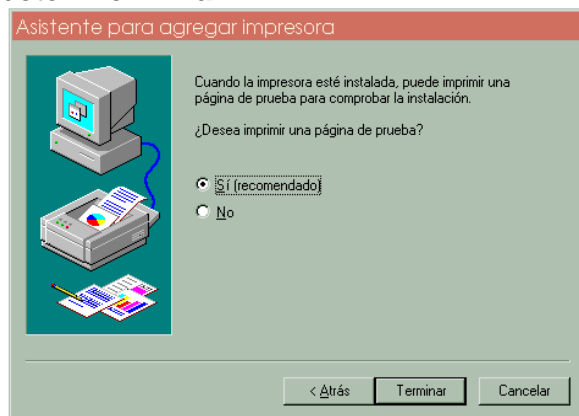 Asistente para agregar impresora
Cuando la impresora esté instalada, puede imprimir una
página de prueba para comprobar la instalación.
¿Desea imprimir una página de prueba?
Sí (recomendado)
No
< Atrás
Terminar
Cancelar